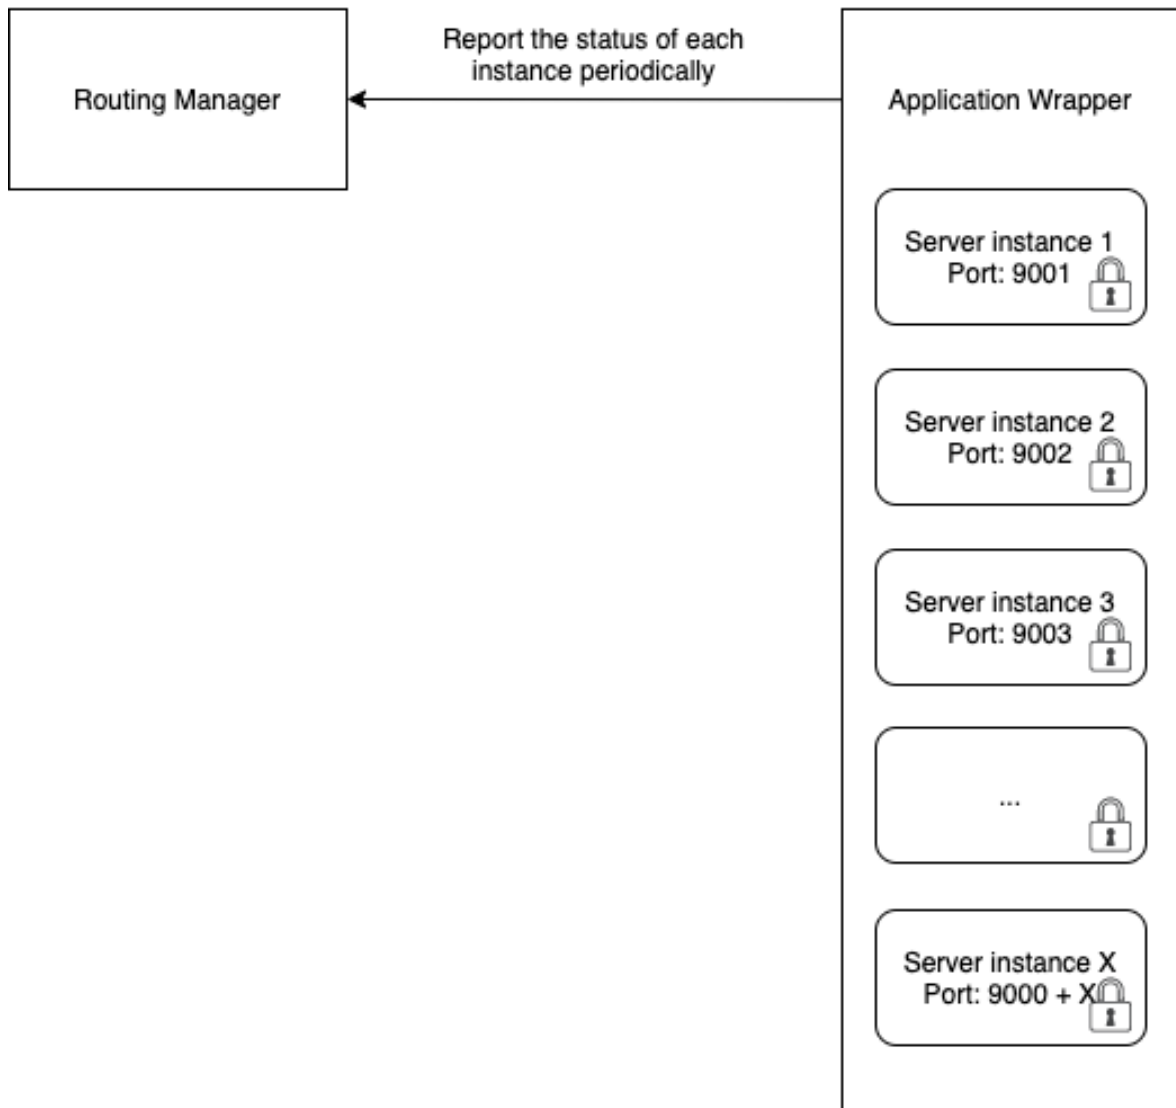 Report the status of each
instance periodically
Routing Manager
Application Wrapper
Server instance 1
Port: 9001
Server instance 2
Port: 9002
Server instance 3
Port: 9003
...
Server instance X
Port: 9000 + X